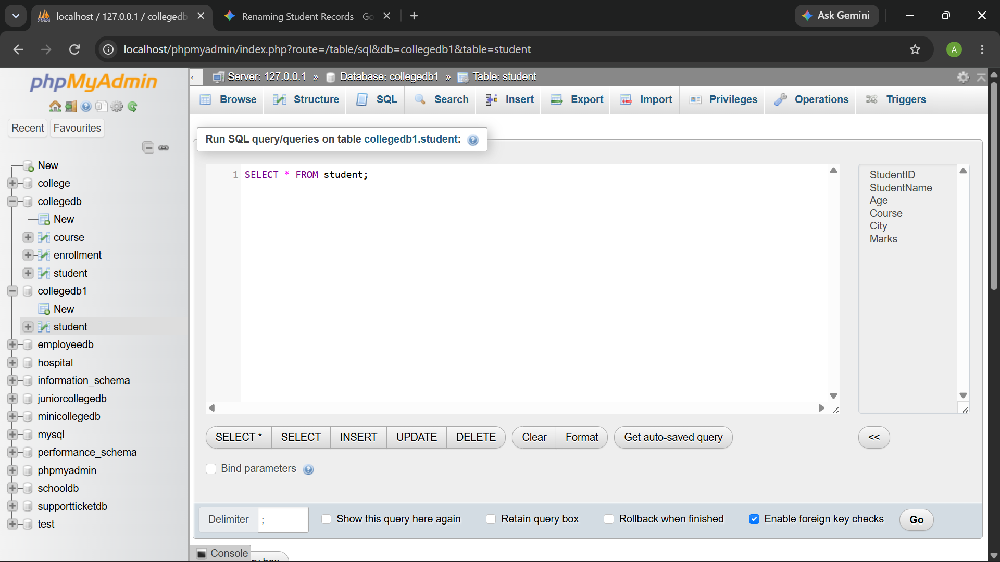 localhost / 127.0.0.1 / collegedb
Renaming Student Records - Go
Ask Gemini
localhost/phpmyadmin/index.php?route=/table/sql&db=collegedb1&table=student
A
phpMyAdmin
Recent
Favourites
New
college
collegedb
New
course
enrollment
student
collegedb1
New
student
employeedb
hospital
information_schema
juniorcollegedb
minicollegedb
mysql
performance_schema
phpmyadmin
schooldb
supportticketdb
test
Server: 127.0.0.1 » Database: collegedb1 » Table: student
Browse
Structure
SQL
Search
Insert
Export
Import
Privileges
Operations
Triggers
Run SQL query/queries on table collegedb1.student:
1 SELECT * FROM student;
StudentID
StudentName
Age
Course
City
Marks
SELECT *
SELECT
INSERT
UPDATE
DELETE
Clear
Format
Get auto-saved query
<<
Bind parameters
Delimiter
;
Show this query here again
Retain query box
Rollback when finished
Enable foreign key checks
Go
Console